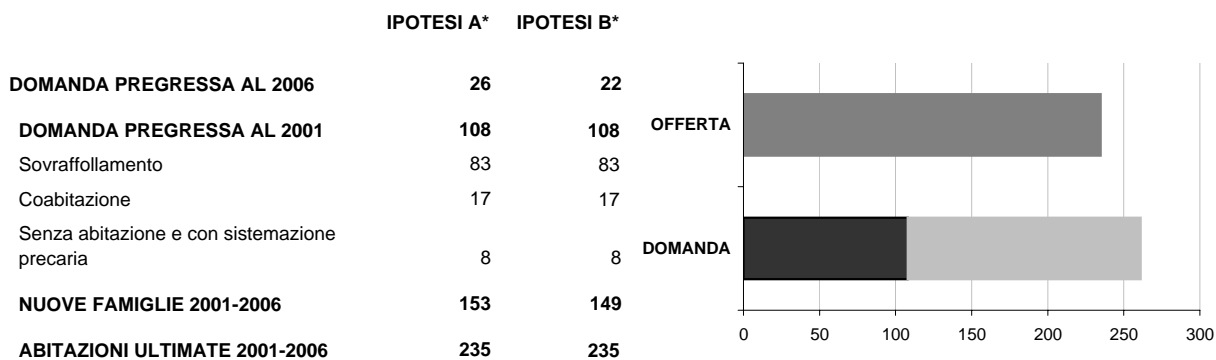 IPOTESI A* IPOTESI B*
DOMANDA PREGRESSA AL 2006 26 22
DOMANDA PREGRESSA AL 2001 108 108
Sovraffollamento 83 83
Coabitazione 17 17
Senza abitazione e con sistemazione
precaria 8 8
NUOVE FAMIGLIE 2001-2006 153 149
ABITAZIONI ULTIMATE 2001-2006 235 235
OFFERTA
DOMANDA
0 50 100 150 200 250 300